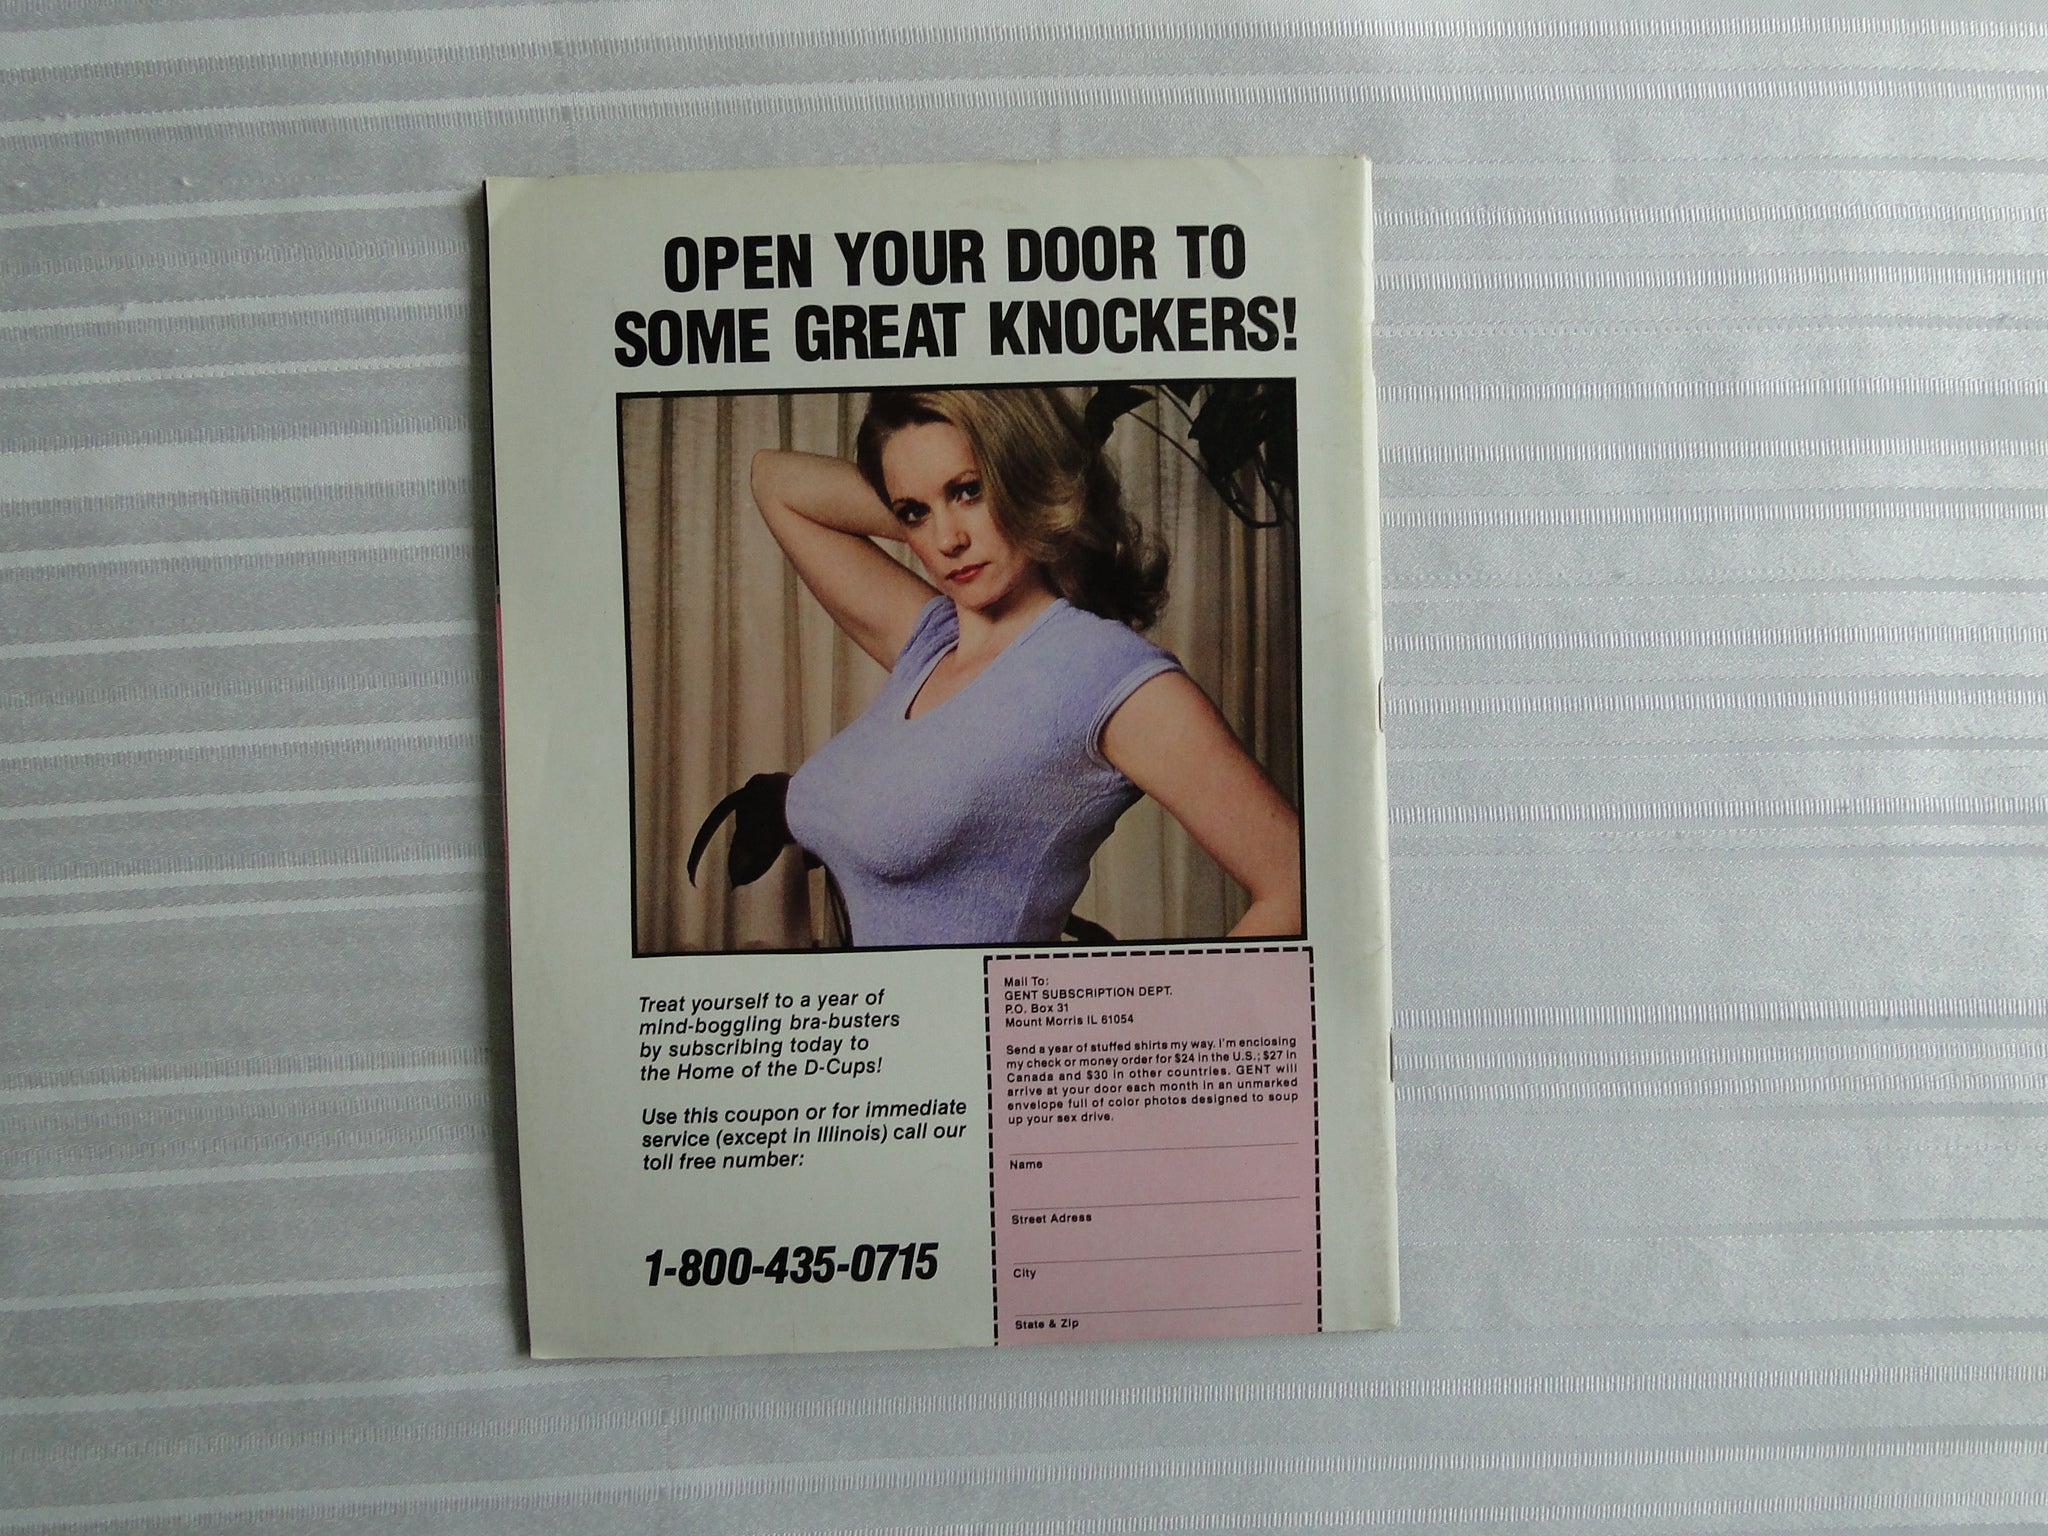 OPEN YOUR DOOR TO
SOME GREAT KNOCKERS!
Treat yourself to a year of
mind-boggling bra-busters
by subscribing today to
the Home of the D-Cups!
Use this coupon or for immediate
service (except in Illinois) call our
toll free number:
1-800-435-0715
Mail To:
GENT SUBSCRIPTION DEPT.
P.O. Box 31
Mount Morris IL 61054
Send a year of stuffed shirts my way. I'm enclosing
my check or money order for $24 in the U.S.; $27 in
Canada and $30 in other countries. GENT will
arrive at your door each month in an unmarked
envelope full of color photos designed to soup
up your sex drive.
Name
Street Adress
City
State & Zip